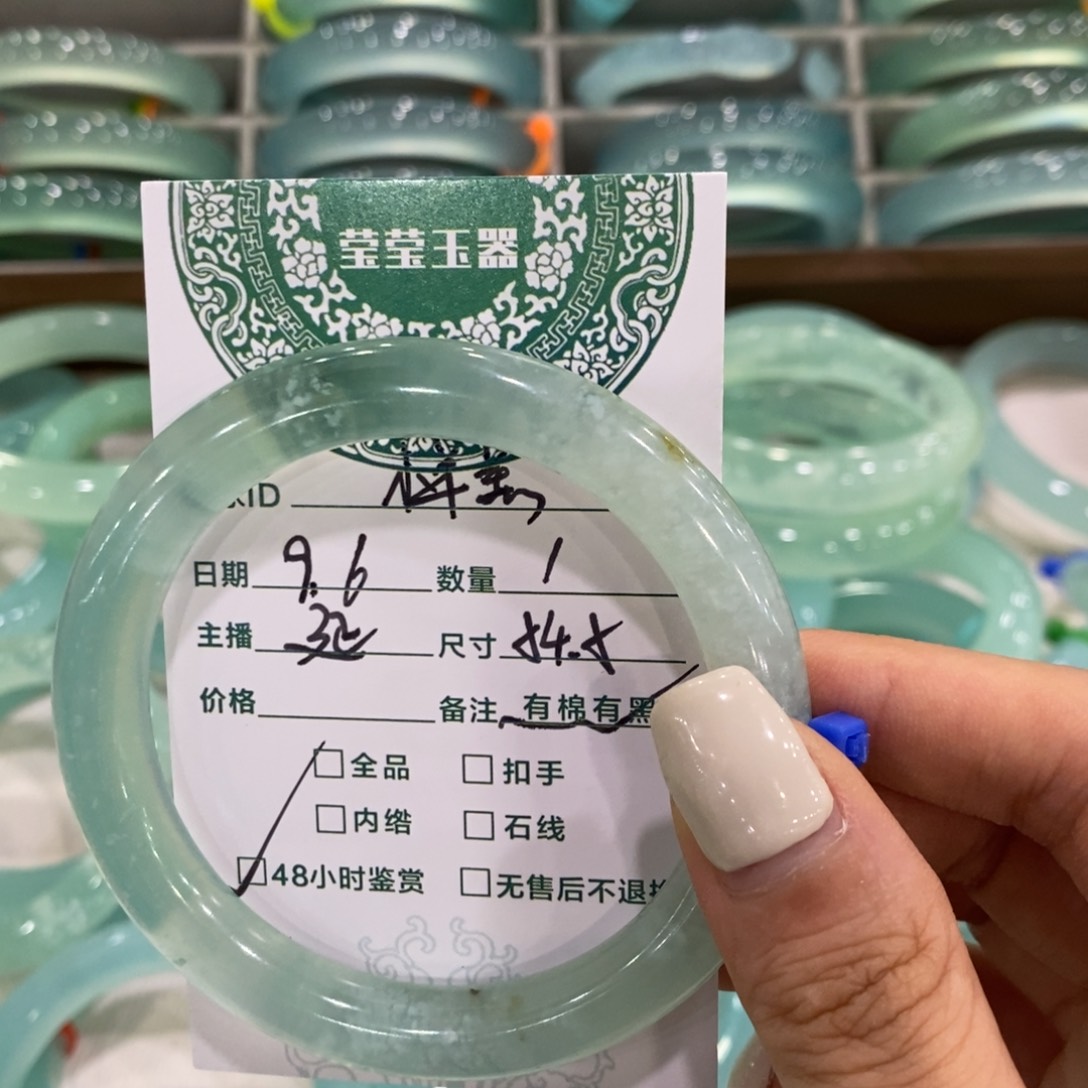 莹莹玉器
ID
日期 9.6 数量 1
主播 尺寸 54.5
价格 备注 有棉有黑
全品 扣手
内绺 石线
48小时鉴赏 无售后不退